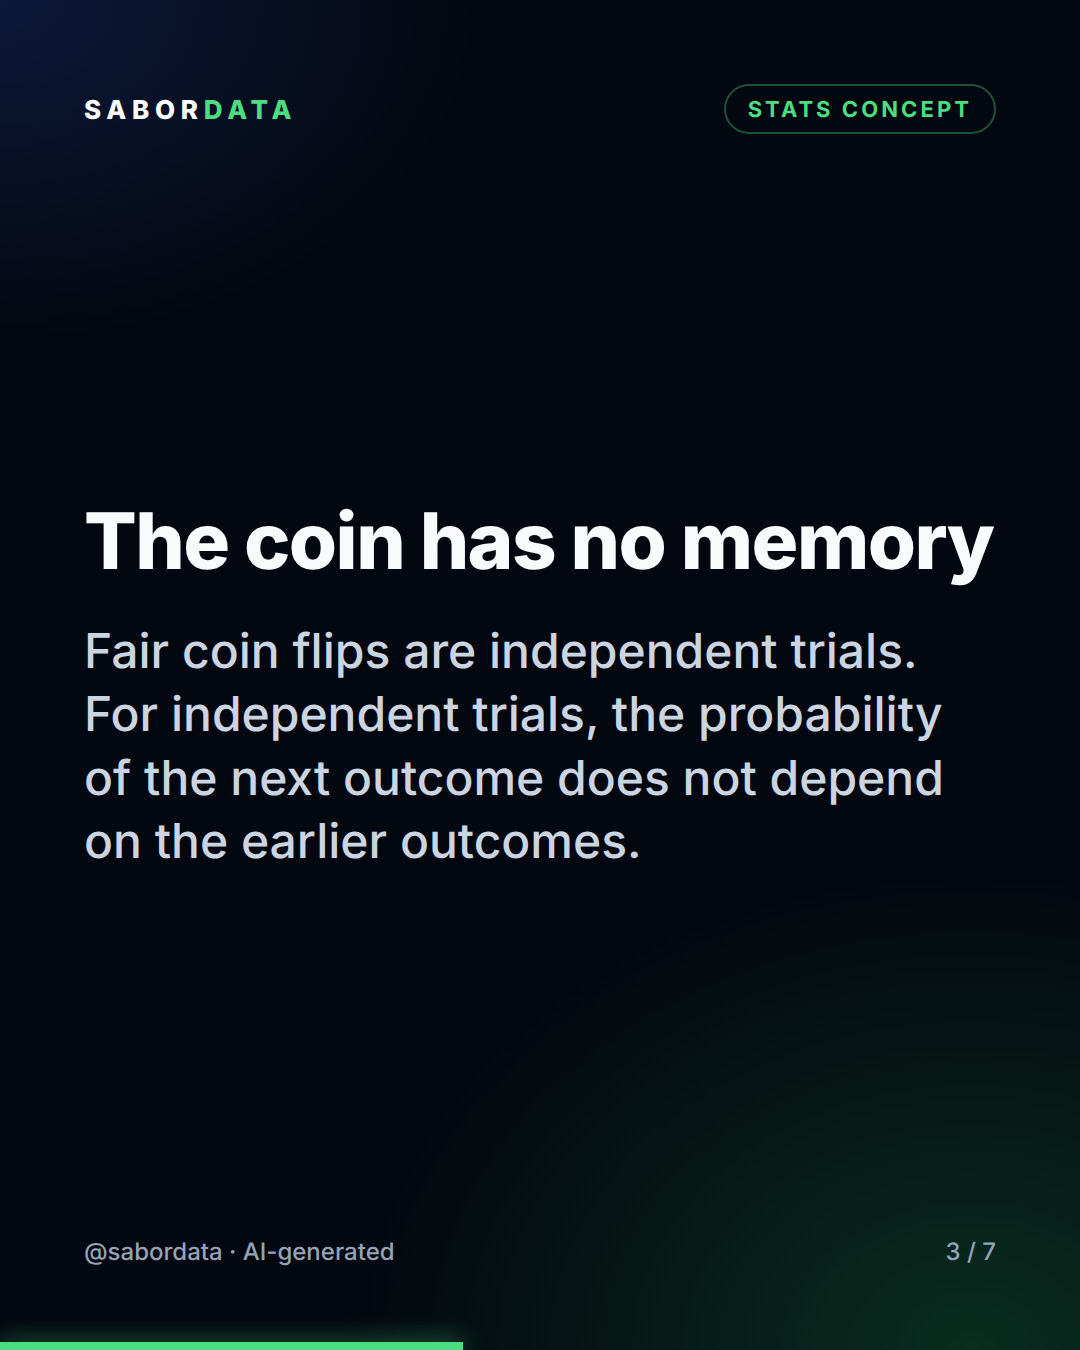 SABORDATA
STATS CONCEPT
The coin has no memory
Fair coin flips are independent trials.
For independent trials, the probability
of the next outcome does not depend
on the earlier outcomes.
@sabordata · AI-generated
3 / 7